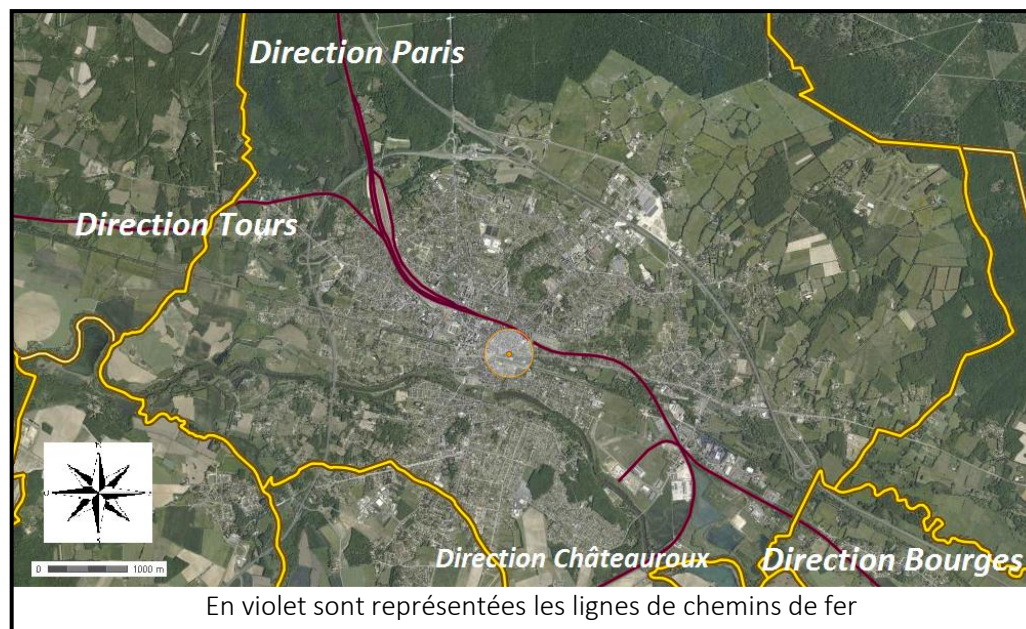 Direction Paris
Direction Tours
Direction Châteauroux
Direction Bourges
0 1000 m
En violet sont représentées les lignes de chemins de fer